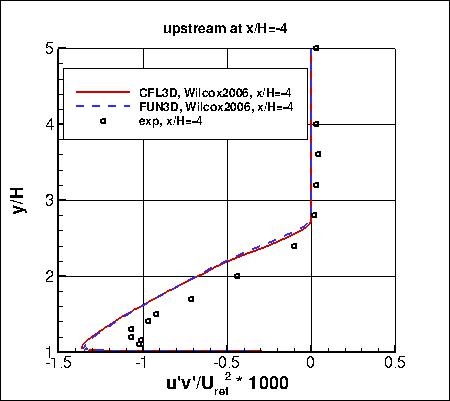 upstream at x/H=-4
5
CFL3D, Wilcox2006, x/H=-4
FUN3D, Wilcox2006, x/H=-4
exp, x/H=-4
4
y/H
3
2
1
-1.5 -1 -0.5 0 0.5
u'v'/U_ref^2 * 1000